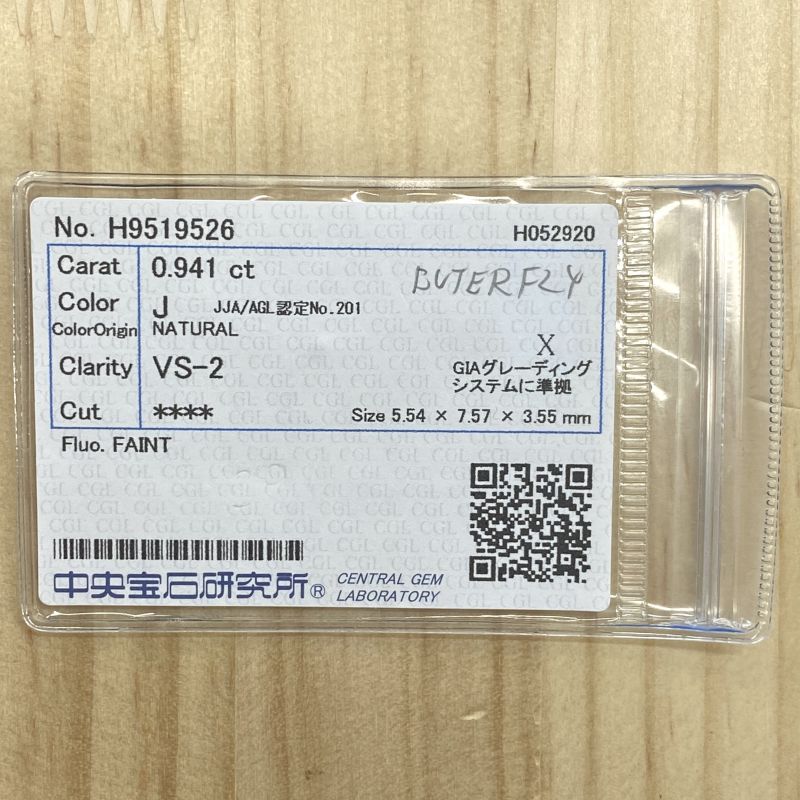 No. H9519526 H052920
Carat 0.941 ct BUTERFLY
Color J JJA/AGL認定No.201
ColorOrigin NATURAL
X
Clarity VS-2 GIAグレーディング
システムに準拠
Cut **** Size 5.54 × 7.57 × 3.55 mm
Fluo. FAINT
中央宝石研究所® CENTRAL GEM
LABORATORY